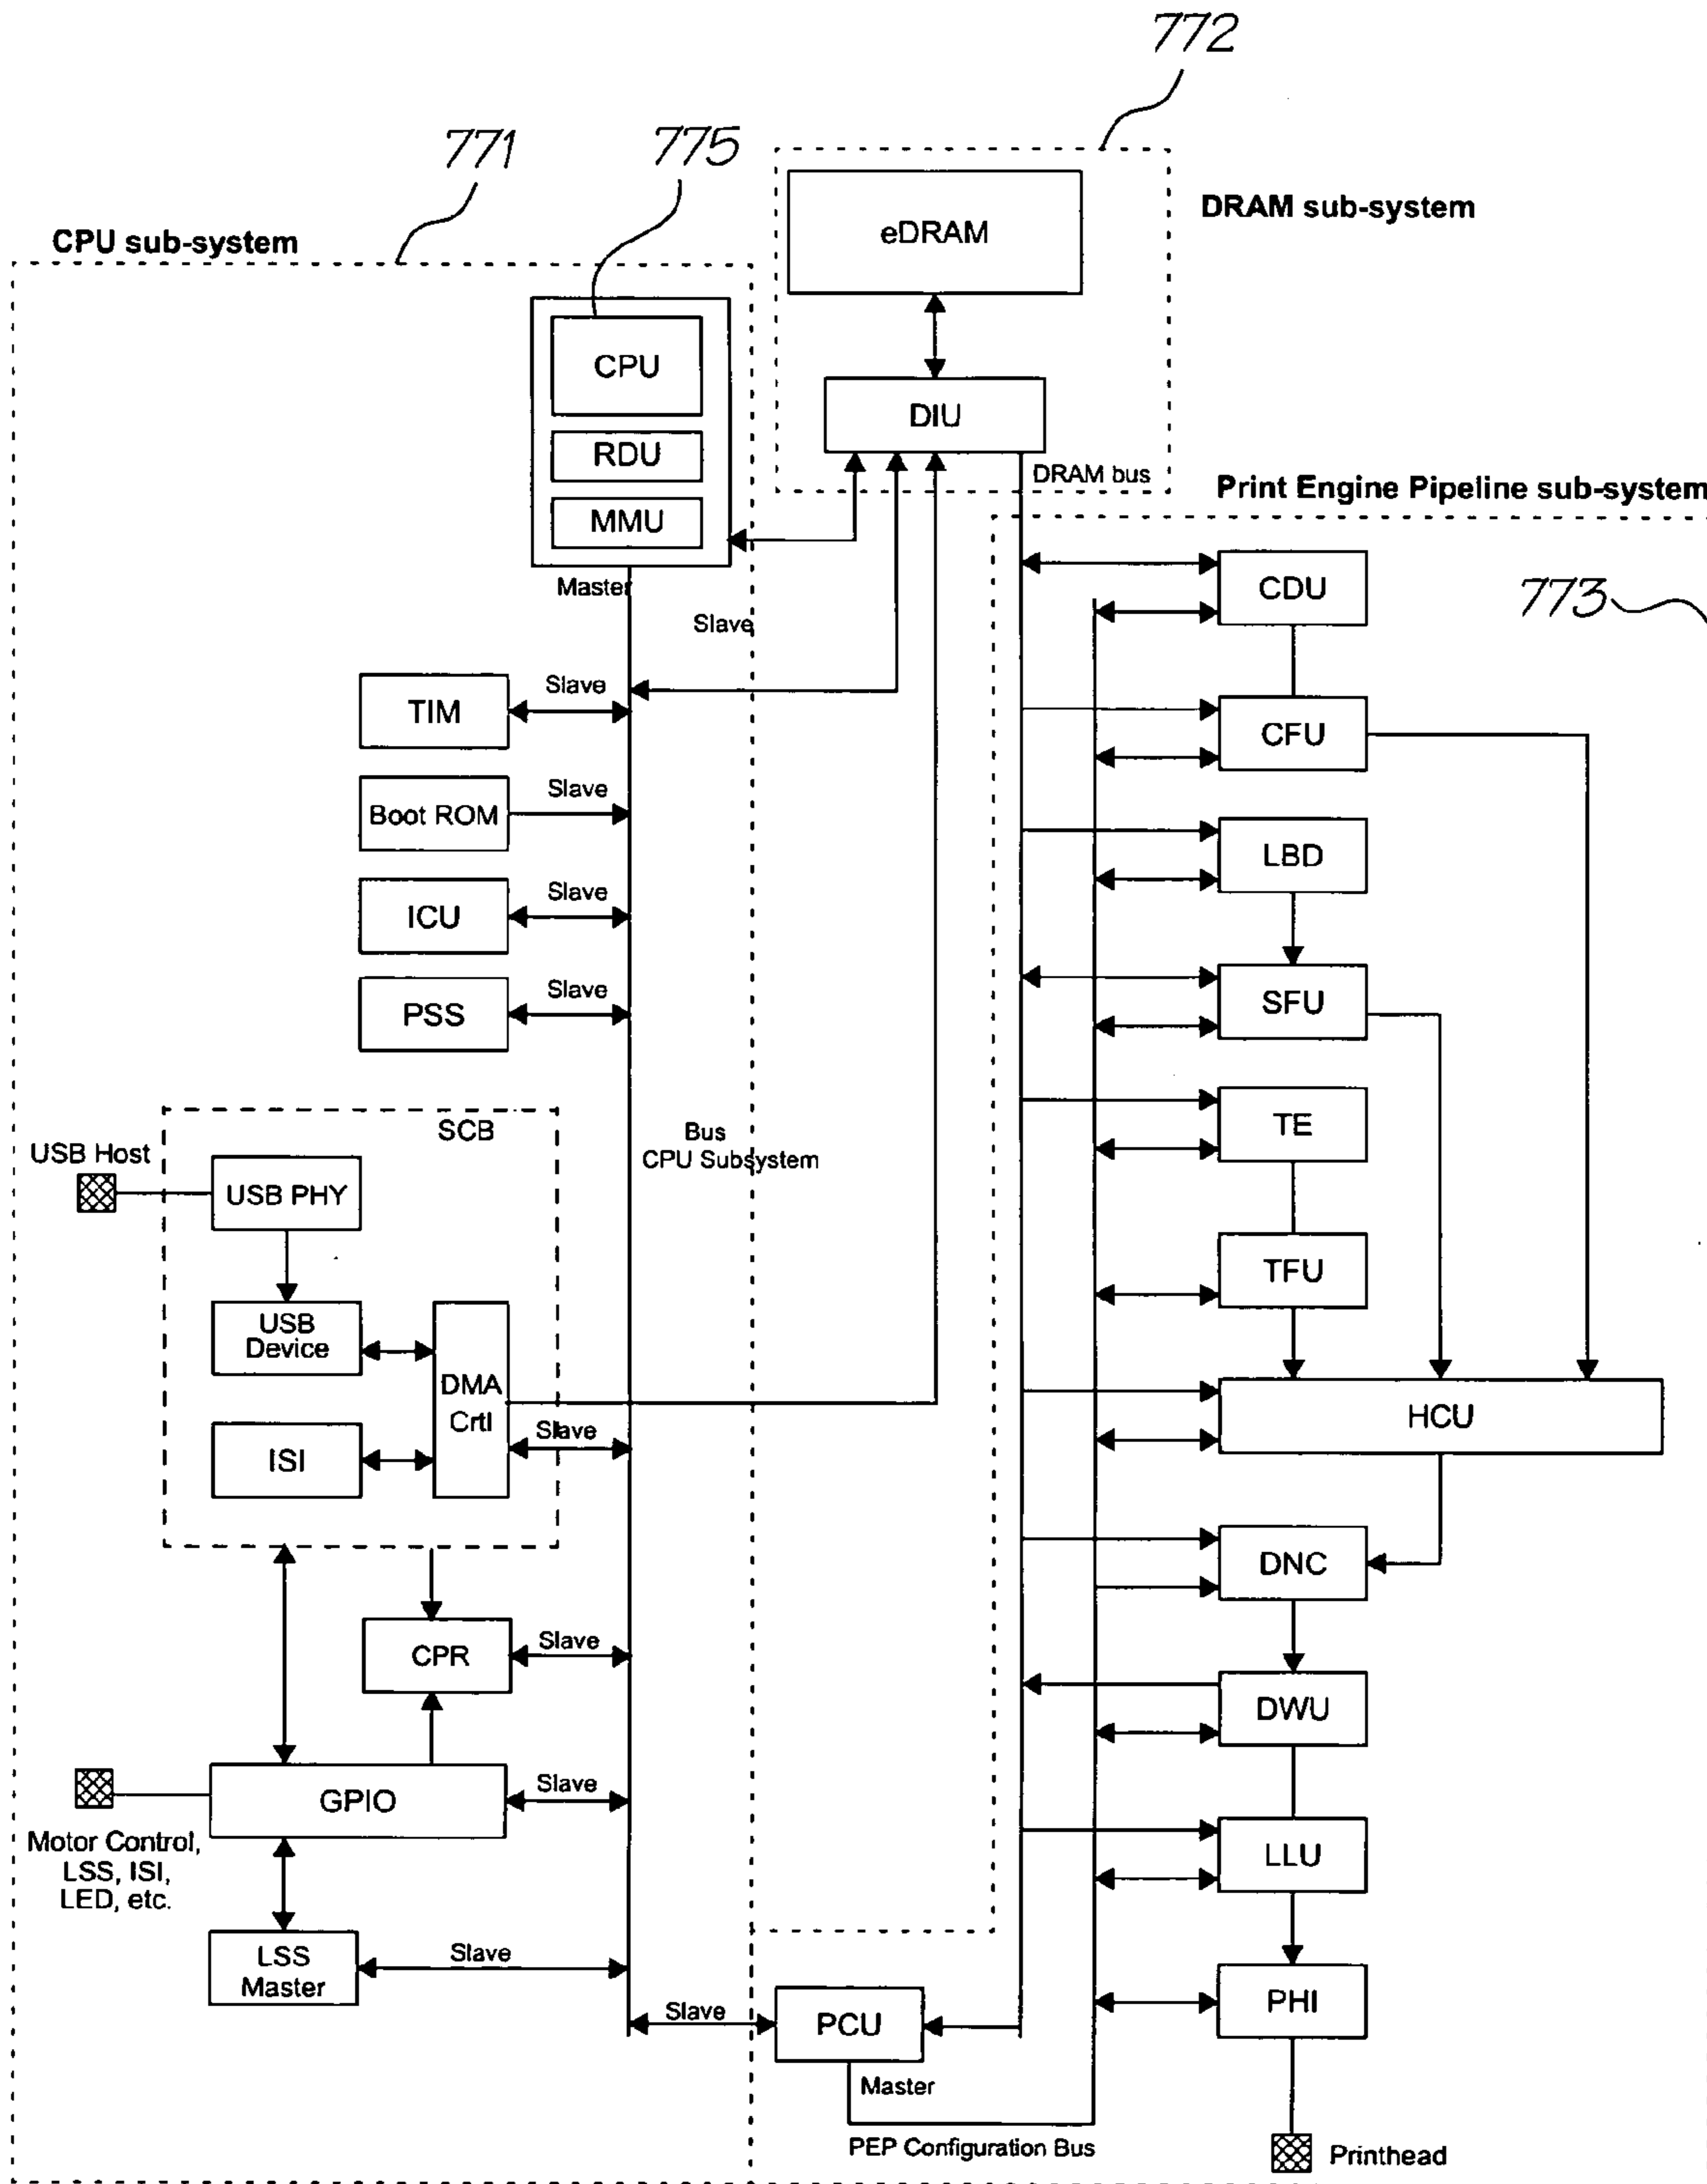 772
771
775
DRAM sub-system
CPU sub-system
eDRAM
CPU
DIU
RDU
DRAM bus
Print Engine Pipeline sub-system
MMU
Master
Slave
CDU
773
TIM
Slave
CFU
Boot ROM
Slave
LBD
ICU
Slave
SFU
PSS
Slave
SCB
USB Host
USB PHY
Bus
CPU Subsystem
TE
TFU
USB
Device
DMA
Crtl
Slave
ISI
HCU
DNC
CPR
Slave
DWU
GPIO
Slave
Motor Control,
LSS, ISI,
LED, etc.
LLU
LSS
Master
Slave
Slave
PCU
PHI
Master
PEP Configuration Bus
Printhead